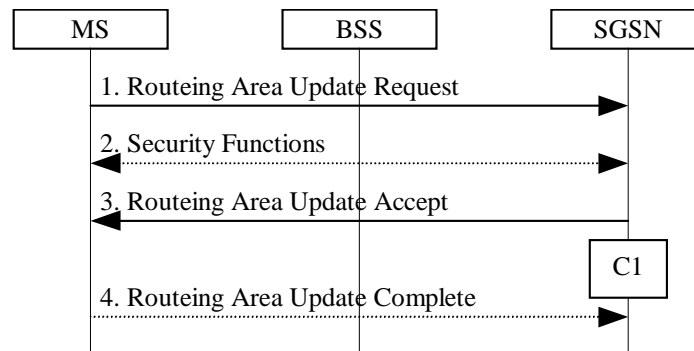 MS BSS SGSN
1. Routeing Area Update Request
2. Security Functions
3. Routeing Area Update Accept
C1
4. Routeing Area Update Complete